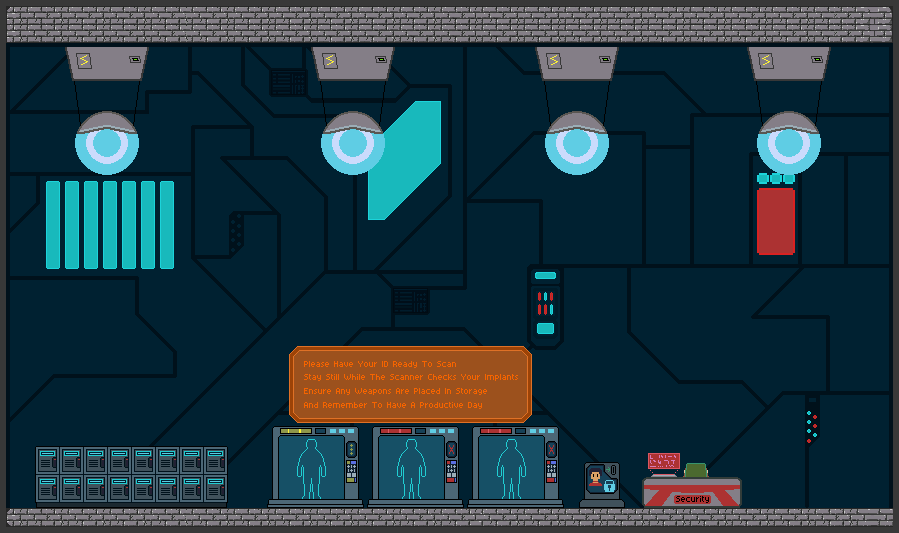 Please Have Your ID Ready To Scan
Stay Still While The Scanner Checks Your Implants
Ensure Any Weapons Are Placed In Storage
And Remember To Have A Productive Day
Security